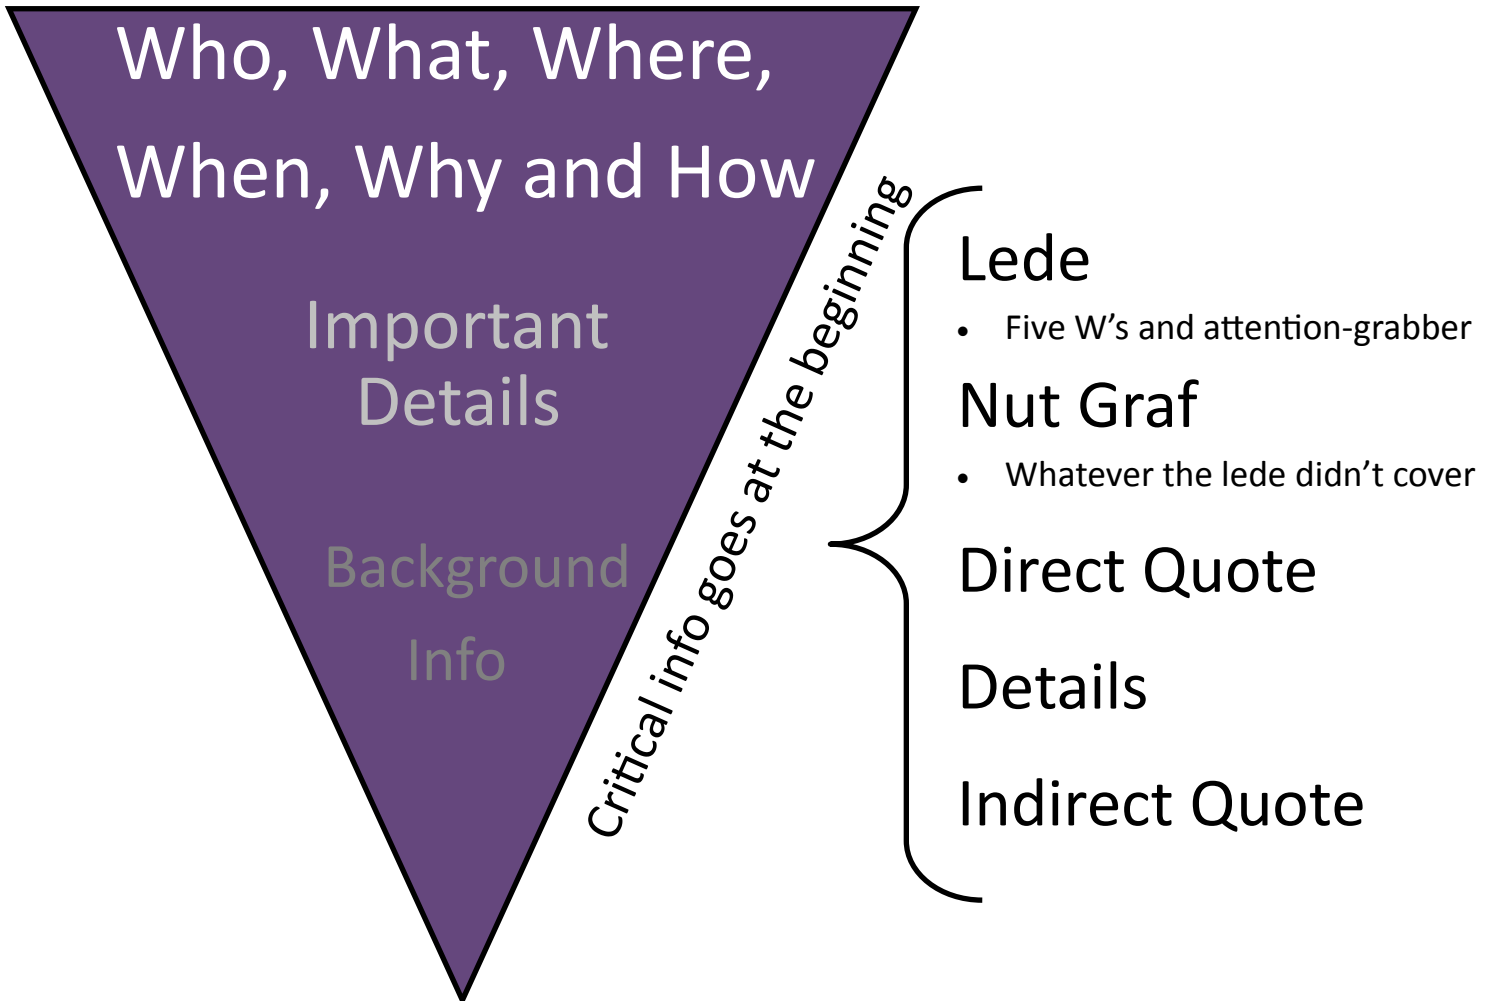 Who, What, Where,
When, Why and How
Important
Details
Background
Info
Critical info goes at the beginning
Lede
• Five W’s and attention-grabber
Nut Graf
• Whatever the lede didn’t cover
Direct Quote
Details
Indirect Quote